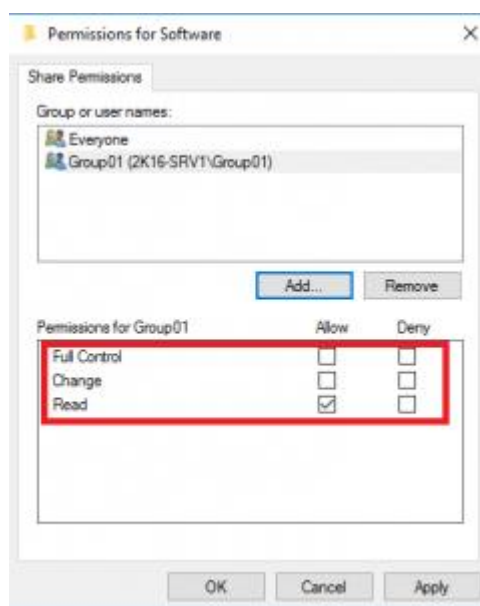 Permissions for Software
Share Permissions
Group or user names:
Everyone
Group01 (2K16-SRV1\Group01)
Add... Remove
Permissions for Group01 Allow Deny
Full Control
Change
Read
OK Cancel Apply